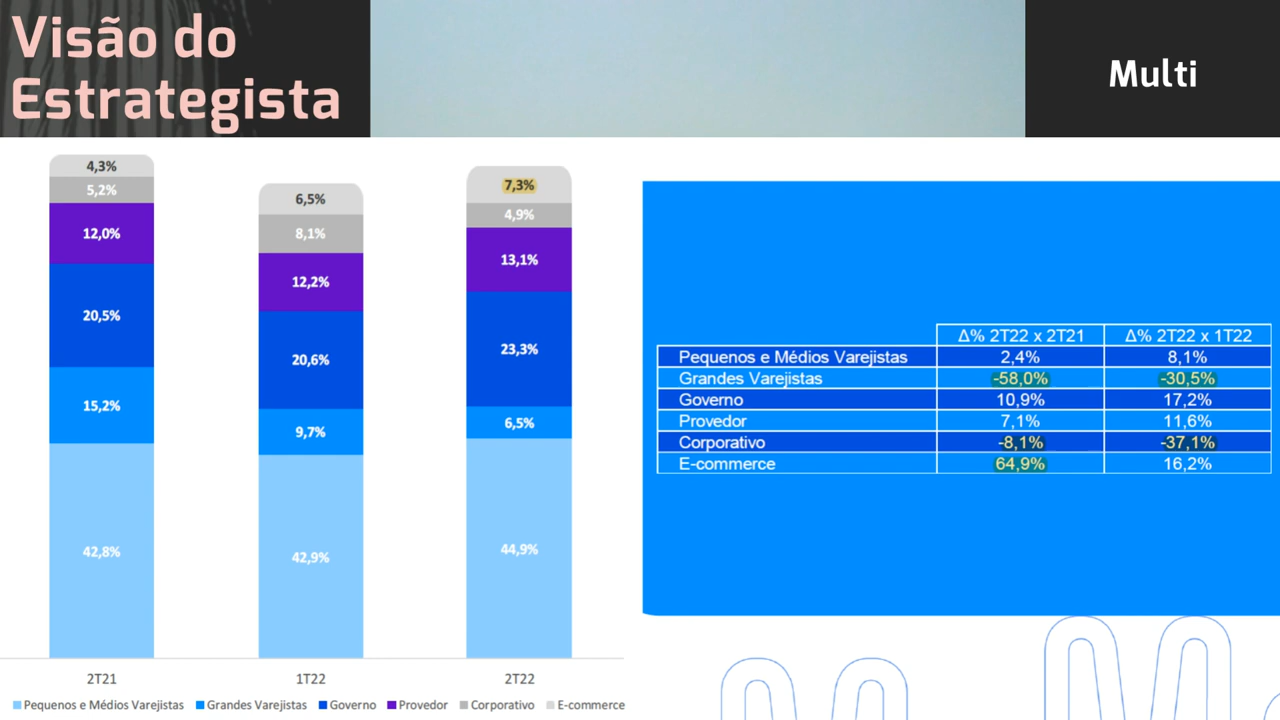 Visão do
Estrategista
Multi
4,3%
5,2%
12,0%
20,5%
15,2%
42,8%
6,5%
8,1%
12,2%
20,6%
9,7%
42,9%
7,3%
4,9%
13,1%
23,3%
6,5%
44,9%
2T21 1T22 2T22
Pequenos e Médios Varejistas Grandes Varejistas Governo Provedor Corporativo E-commerce
Δ% 2T22 x 2T21 Δ% 2T22 x 1T22
Pequenos e Médios Varejistas 2,4% 8,1%
Grandes Varejistas -58,0% -30,5%
Governo 10,9% 17,2%
Provedor 7,1% 11,6%
Corporativo -8,1% -37,1%
E-commerce 64,9% 16,2%